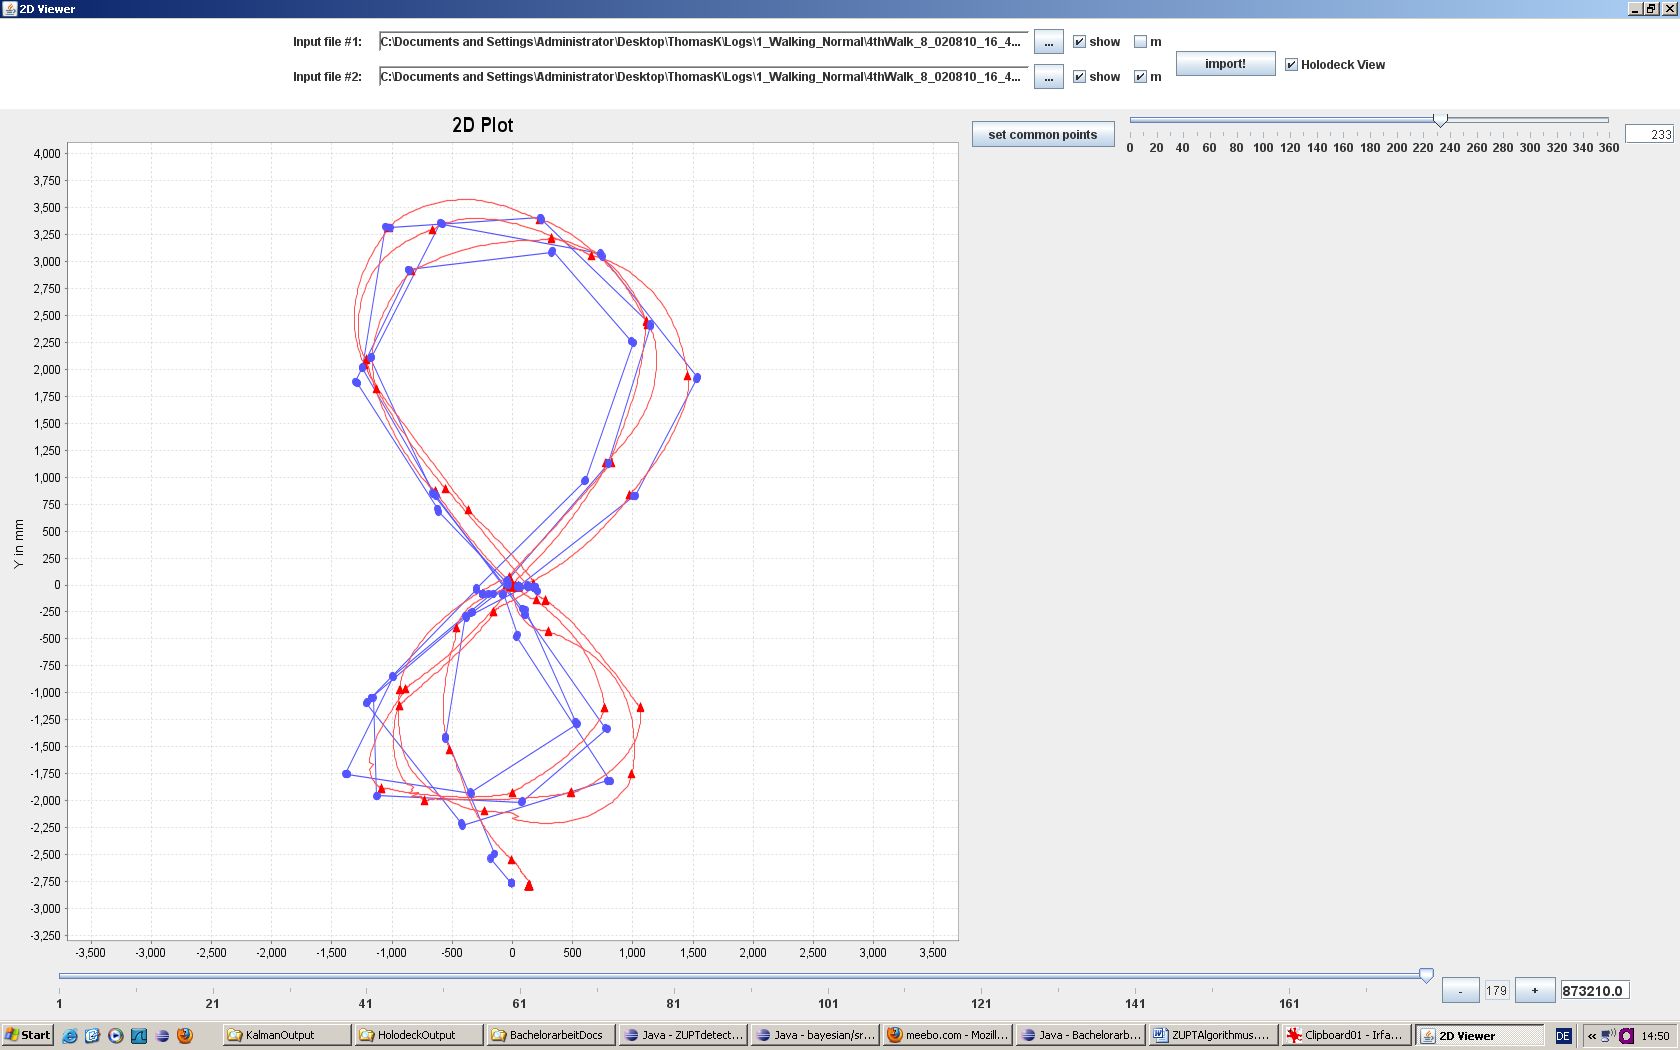 2D Viewer
Input file #1: C:\Documents and Settings\Administrator\Desktop\ThomasK\Logs\1_Walking_Normal\4thWalk_8_020810_16_4... ... show m
import! Holodeck View
Input file #2: C:\Documents and Settings\Administrator\Desktop\ThomasK\Logs\1_Walking_Normal\4thWalk_8_020810_16_4... ... show m
2D Plot
set common points
233
0 20 40 60 80 100 120 140 160 180 200 220 240 260 280 300 320 340 360
4,000
3,750
3,500
3,250
3,000
2,750
2,500
2,250
2,000
1,750
1,500
1,250
1,000
750
500
250
0
-250
-500
-750
-1,000
-1,250
-1,500
-1,750
-2,000
-2,250
-2,500
-2,750
-3,000
-3,250
Y in mm
-3,500 -3,000 -2,500 -2,000 -1,500 -1,000 -500 0 500 1,000 1,500 2,000 2,500 3,000 3,500
1 21 41 61 81 101 121 141 161
- 179 + 873210.0
Start KalmanOutput HolodeckOutput BachelorarbeitDocs Java - ZUPTdetect... Java - bayesian/sr... meebo.com - Mozill... Java - Bachelorarb... ZUPTAlgorithmus.... Clipboard01 - Irfa... 2D Viewer DE « 14:50